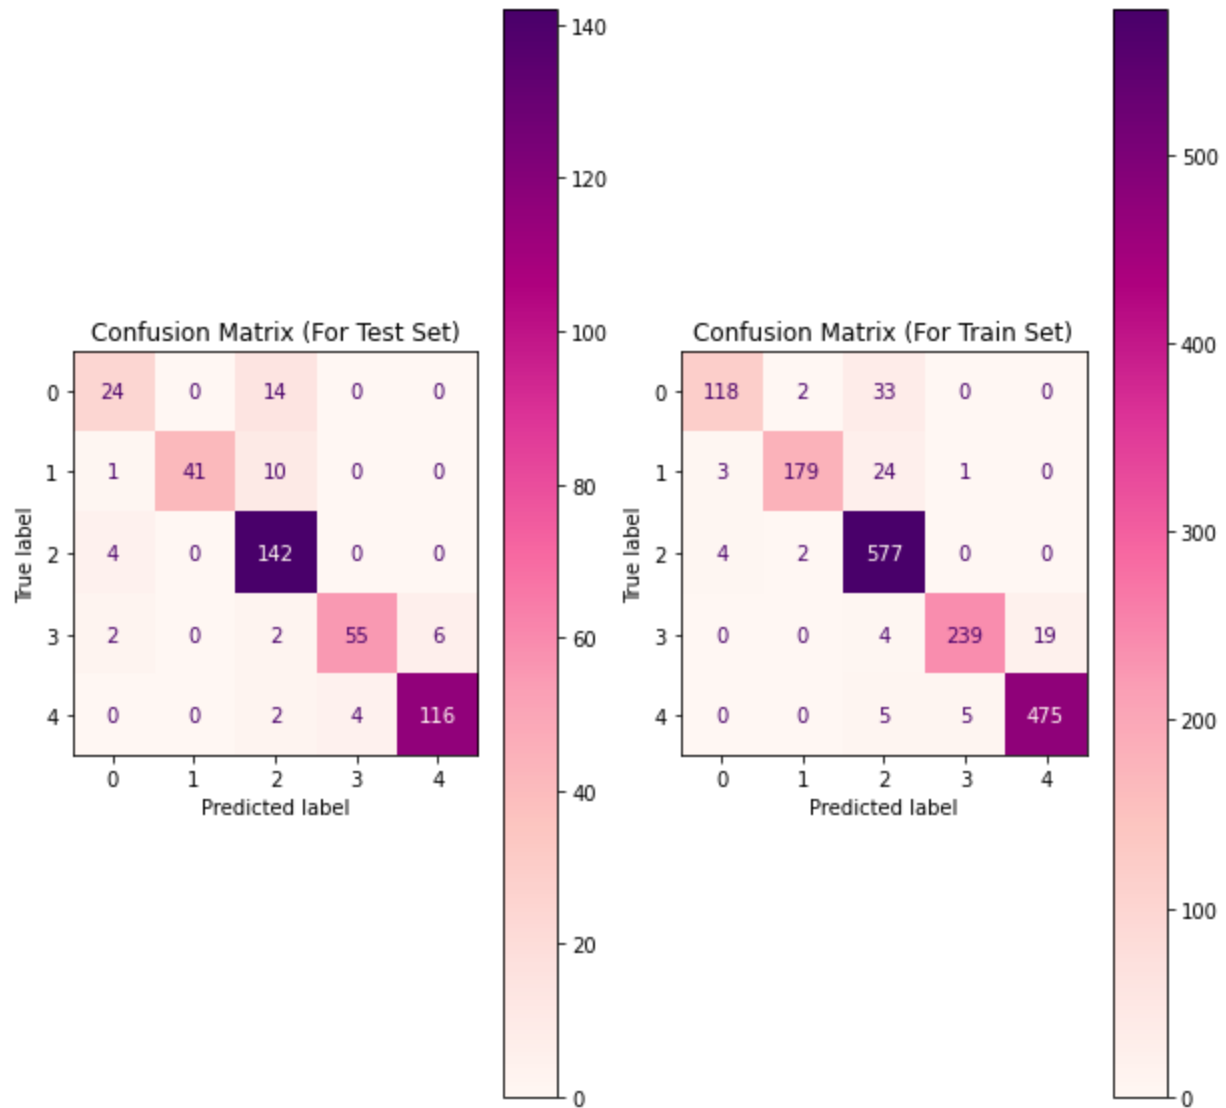 Confusion Matrix (For Test Set)
True label
0 24 0 14 0 0
1 1 41 10 0 0
2 4 0 142 0 0
3 2 0 2 55 6
4 0 0 2 4 116
0 1 2 3 4
Predicted label
140
120
100
80
60
40
20
0
Confusion Matrix (For Train Set)
True label
0 118 2 33 0 0
1 3 179 24 1 0
2 4 2 577 0 0
3 0 0 4 239 19
4 0 0 5 5 475
0 1 2 3 4
Predicted label
500
400
300
200
100
0